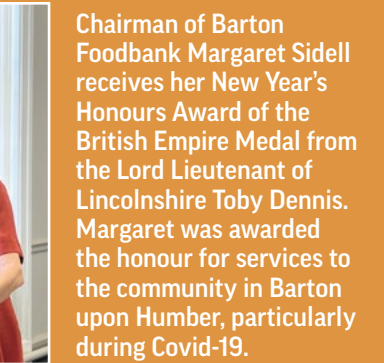 Chairman of Barton
Foodbank Margaret Sidell
receives her New Year's
Honours Award of the
British Empire Medal from
the Lord Lieutenant of
Lincolnshire Toby Dennis.
Margaret was awarded
the honour for services to
the community in Barton
upon Humber, particularly
during Covid-19.